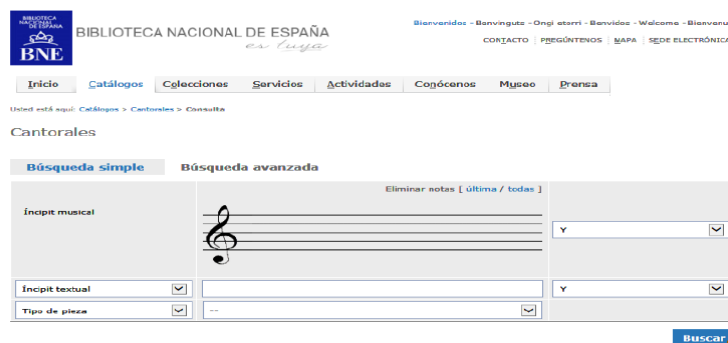 BIBLIOTECA
NACIONAL
DE ESPAÑA
BNE
BIBLIOTECA NACIONAL DE ESPAÑA
es tuya
Bienvenidos - Benvinguts - Ongi etorri - Benvidos - Welcome - Bienvenu
CONTACTO PREGÚNTENOS MAPA SEDE ELECTRÓNICA
Inicio Catálogos Colecciones Servicios Actividades Conócenos Museo Prensa
Usted está aquí: Catálogos > Cantorales > Consulta
Cantorales
Búsqueda simple Búsqueda avanzada
Eliminar notas [ última / todas ]
Íncipit musical
Y
Íncipit textual Y
Tipo de pieza --
Buscar